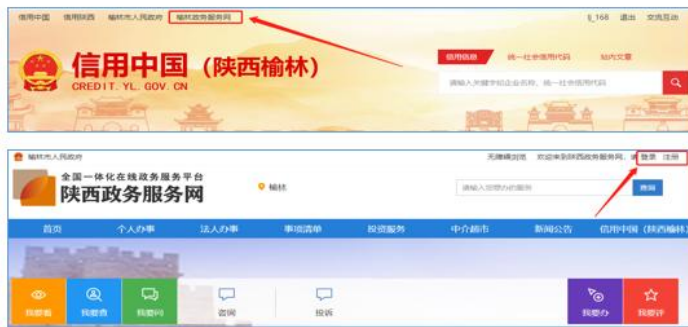 信用中国 信用陕西 榆林市人民政府 榆林政务服务网
lj_168 退出 交流互动
信用中国（陕西榆林）
CREDIT.YL.GOV.CN
信用信息 统一社会信用代码 站内文章
请输入关键字如企业名称、统一社会信用代码
榆林市人民政府
无障碍浏览 欢迎来到陕西政务服务网，请 登录 注册
全国一体化在线政务服务平台
陕西政务服务网
榆林
请输入您要办的服务
查询
首页 个人办事 法人办事 事项清单 投资服务 中介超市 新闻公告 信用中国（陕西榆林）
我要看 我要查 我要问 咨询 投诉 我要办 我要评